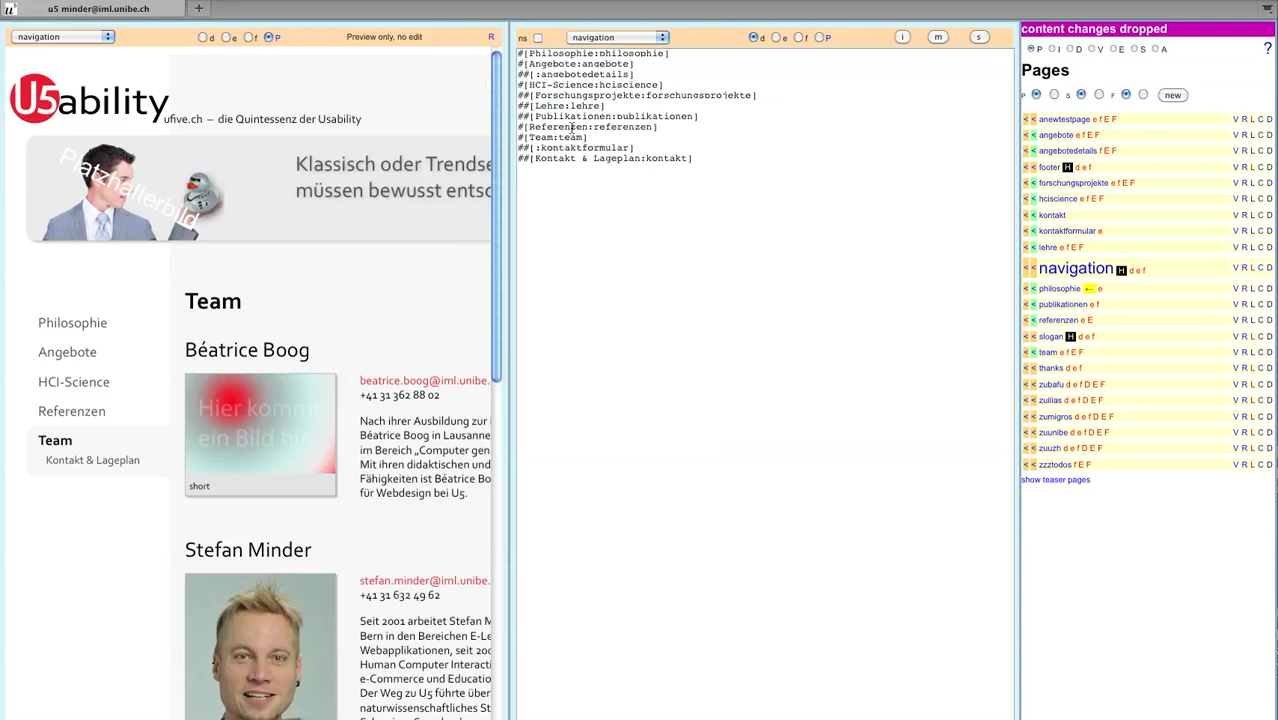 u5 minder@iml.unibe.ch
navigation
d e f P
Preview only, no edit
R
U5ability
ufive.ch – die Quintessenz der Usability
Platzhalterbild
Klassisch oder Trendse
müssen bewusst entsc
Philosophie
Angebote
HCI-Science
Referenzen
Team
Kontakt & Lageplan
Team
Béatrice Boog
Hier kommt
ein Bild hin
short
beatrice.boog@iml.unibe.
+41 31 362 88 02
Nach ihrer Ausbildung zur
Béatrice Boog in Lausanne
im Bereich „Computer gen
Mit ihren didaktischen und
Fähigkeiten ist Béatrice Bo
für Webdesign bei U5.
Stefan Minder
stefan.minder@iml.unibe.
+41 31 632 49 62
Seit 2001 arbeitet Stefan M
Bern in den Bereichen E-Le
Webapplikationen, seit 200
Human Computer Interacti
e-Commerce und Education
Der Weg zu U5 führte über
naturwissenschaftliches St
ns
navigation
d e f P
i m s
#[Philosophie:philosophie]
#[Angebote:angebote]
##[:angebotedetails]
#[HCI-Science:hciscience]
##[Forschungsprojekte:forschungsprojekte]
##[Lehre:lehre]
##[Publikationen:publikationen]
#[Referenzen:referenzen]
#[Team:team]
##[:kontaktformular]
##[Kontakt & Lageplan:kontakt]
content changes dropped
P I D V E S A
?
Pages
P S F new
< < anewtestpage e f E F V R L C D
< < angebote e f E F V R L C D
< < angebotedetails e f E F V R L C D
< < footer H d e f V R L C D
< < forschungsprojekte e f E F V R L C D
< < hciscience e f E F V R L C D
< < kontakt V R L C D
< < kontaktformular e V R L C D
< < lehre e f E F V R L C D
< < navigation H d e f V R L C D
< < philosophie ← e V R L C D
< < publikationen e f V R L C D
< < referenzen e E V R L C D
< < slogan H d e f V R L C D
< < team e f E F V R L C D
< < thanks d e f V R L C D
< < zubafu d e f D E F V R L C D
< < zuilias d e f D E F V R L C D
< < zumigros d e f D E F V R L C D
< < zuunibe d e f D E F V R L C D
< < zuuzh d e f D E F V R L C D
< < zzztodos f E F V R L C D
show teaser pages